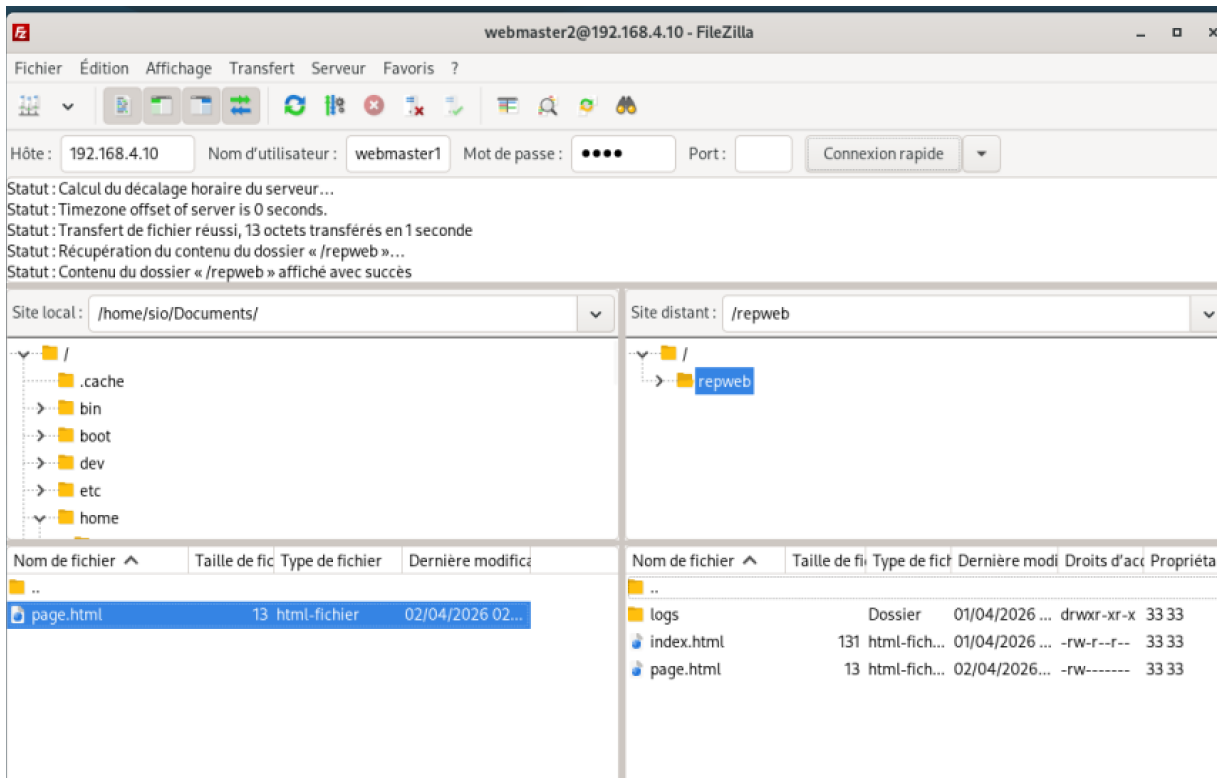 webmaster2@192.168.4.10 - FileZilla
Fichier Édition Affichage Transfert Serveur Favoris ?
Hôte : 192.168.4.10 Nom d'utilisateur : webmaster1 Mot de passe : •••• Port : Connexion rapide
Statut : Calcul du décalage horaire du serveur...
Statut : Timezone offset of server is 0 seconds.
Statut : Transfert de fichier réussi, 13 octets transférés en 1 seconde
Statut : Récupération du contenu du dossier « /repweb »...
Statut : Contenu du dossier « /repweb » affiché avec succès
Site local : /home/sio/Documents/
/
.cache
bin
boot
dev
etc
home
Site distant : /repweb
/
repweb
Nom de fichier Taille de fic Type de fichier Dernière modifica
..
page.html 13 html-fichier 02/04/2026 02...
Nom de fichier Taille de fi Type de fich Dernière modi Droits d'acc Propriéta
..
logs Dossier 01/04/2026 ... drwxr-xr-x 33 33
index.html 131 html-fich... 01/04/2026 ... -rw-r--r-- 33 33
page.html 13 html-fich... 02/04/2026... -rw------- 33 33